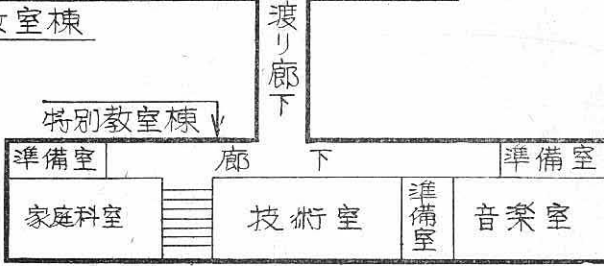 室棟
渡り廊下
特別教室棟
準備室
廊下
準備室
家庭科室
技術室
準備室
音楽室